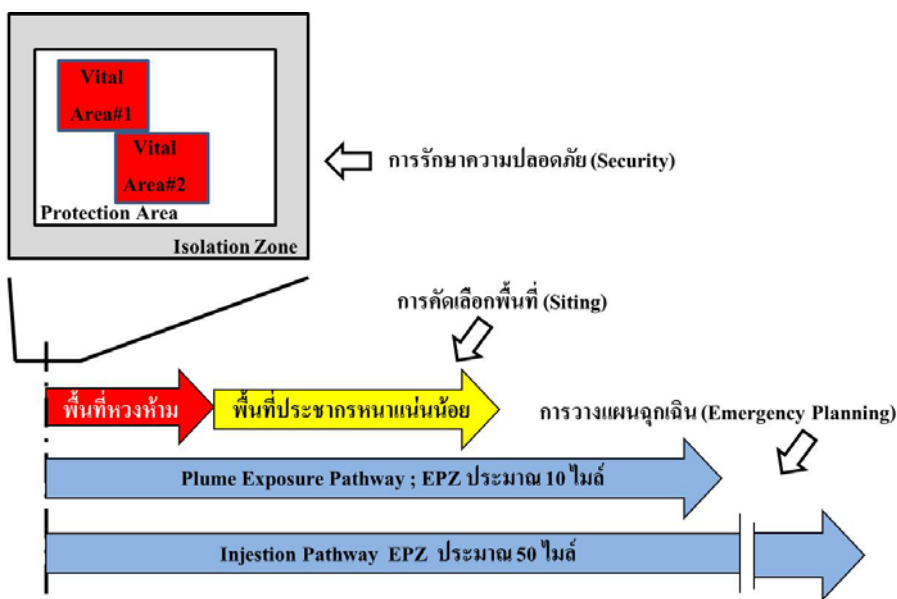 Vital
Area#1
Vital
Area#2
Protection Area
Isolation Zone
การรักษาความปลอดภัย (Security)
การคัดเลือกพื้นที่ (Siting)
พื้นที่หวงห้าม
พื้นที่ประชากรหนาแน่นน้อย
การวางแผนฉุกเฉิน (Emergency Planning)
Plume Exposure Pathway ; EPZ ประมาณ 10 ไมล์
Injestion Pathway EPZ ประมาณ 50 ไมล์